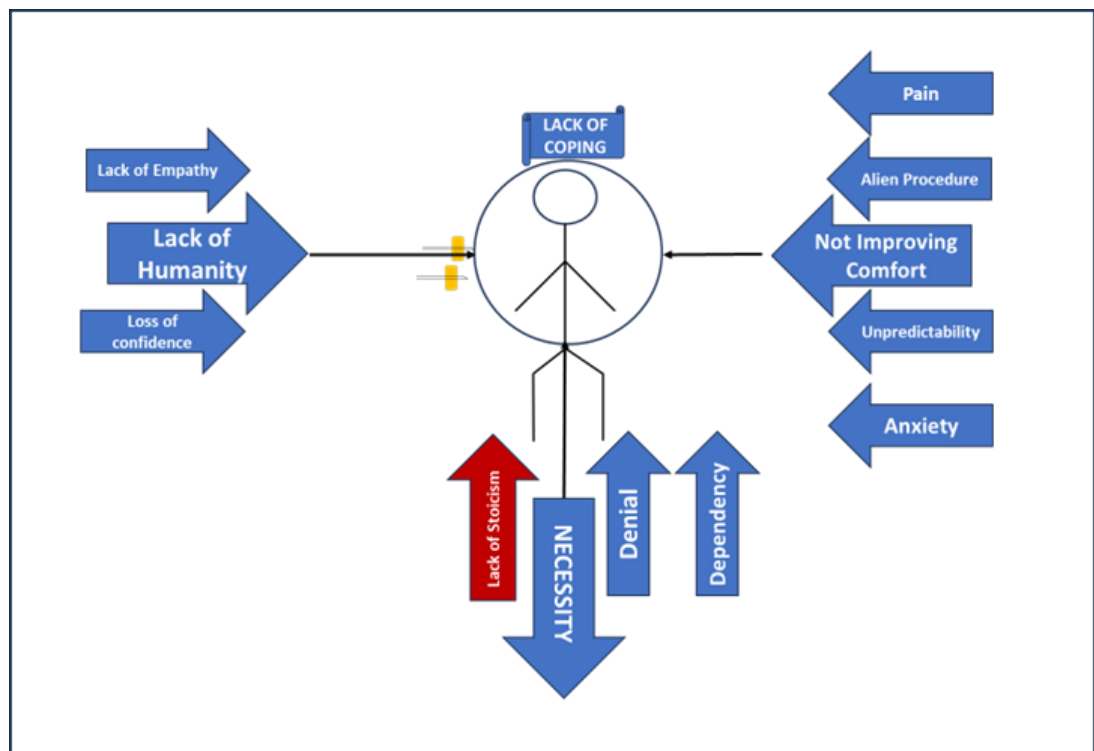 LACK OF
COPING
Lack of Empathy
Lack of
Humanity
Loss of
confidence
Pain
Alien Procedure
Not Improving
Comfort
Unpredictability
Anxiety
Lack of Stoicism
NECESSITY
Denial
Dependency